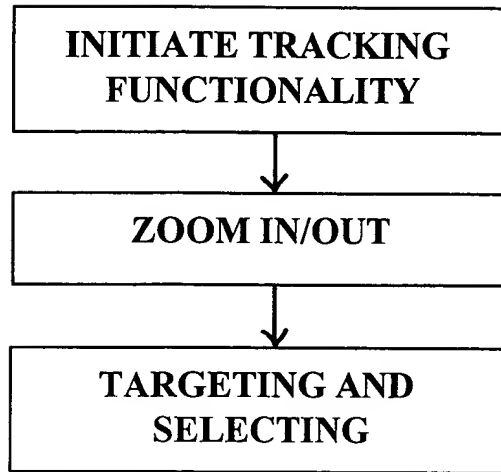 INITIATE TRACKING
FUNCTIONALITY
ZOOM IN/OUT
TARGETING AND
SELECTING